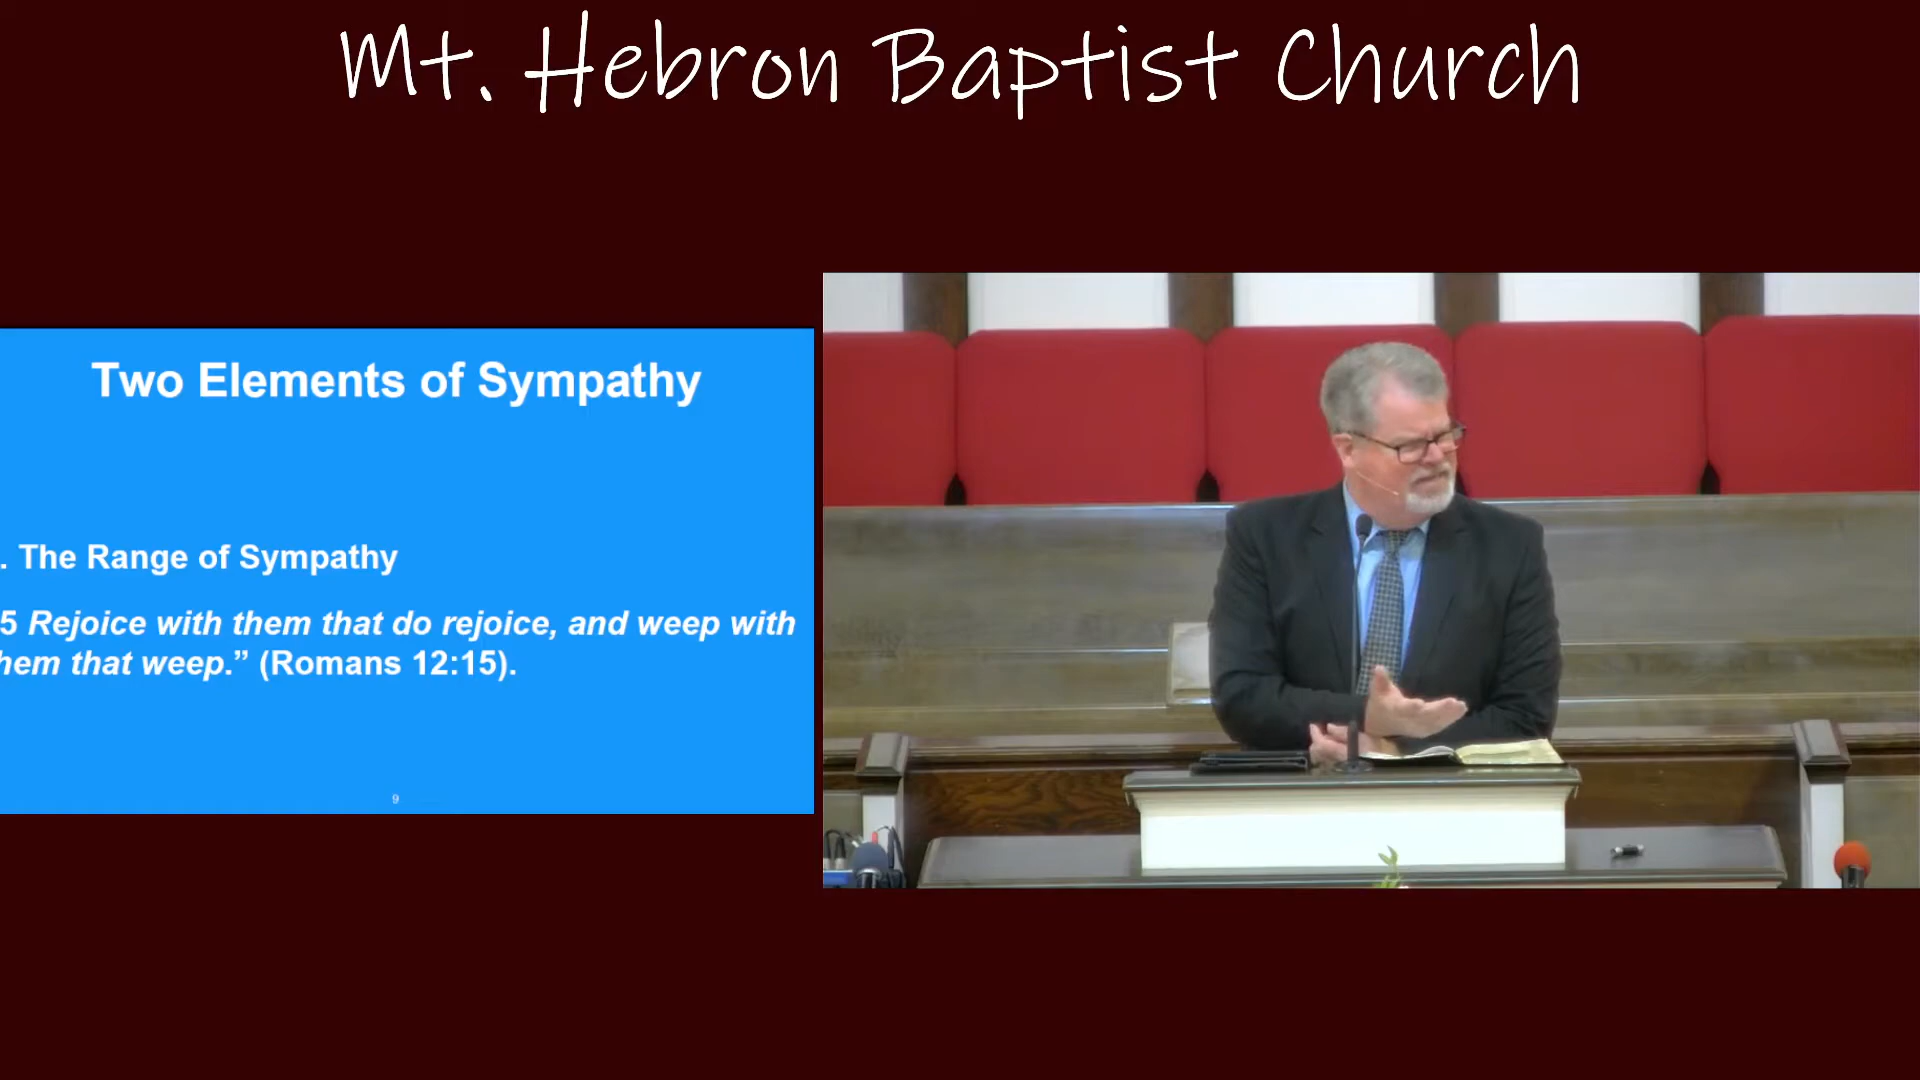 Mt. Hebron Baptist Church
Two Elements of Sympathy
. The Range of Sympathy
5 Rejoice with them that do rejoice, and weep with
hem that weep.” (Romans 12:15).
9